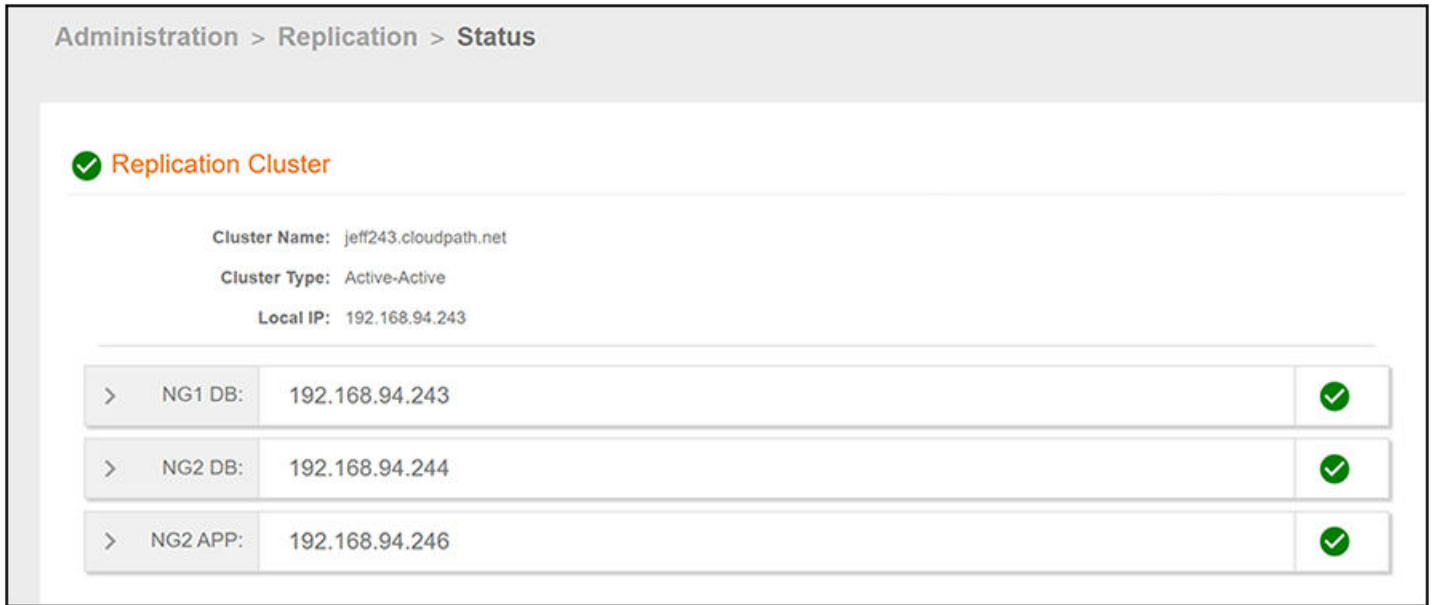 Administration > Replication > Status
Replication Cluster
Cluster Name: jeff243.cloudpath.net
Cluster Type: Active-Active
Local IP: 192.168.94.243
> NG1 DB: 192.168.94.243
> NG2 DB: 192.168.94.244
> NG2 APP: 192.168.94.246